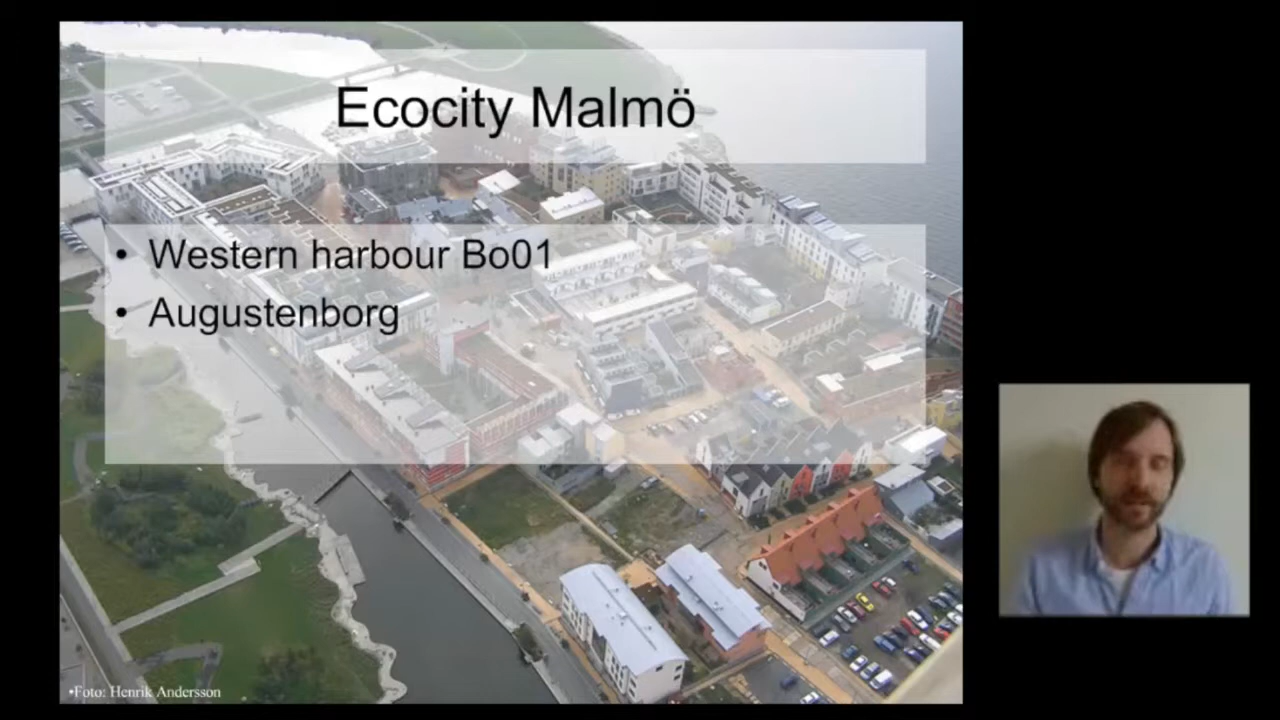 Ecocity Malmö
• Western harbour Bo01
• Augustenborg
•Foto: Henrik Andersson